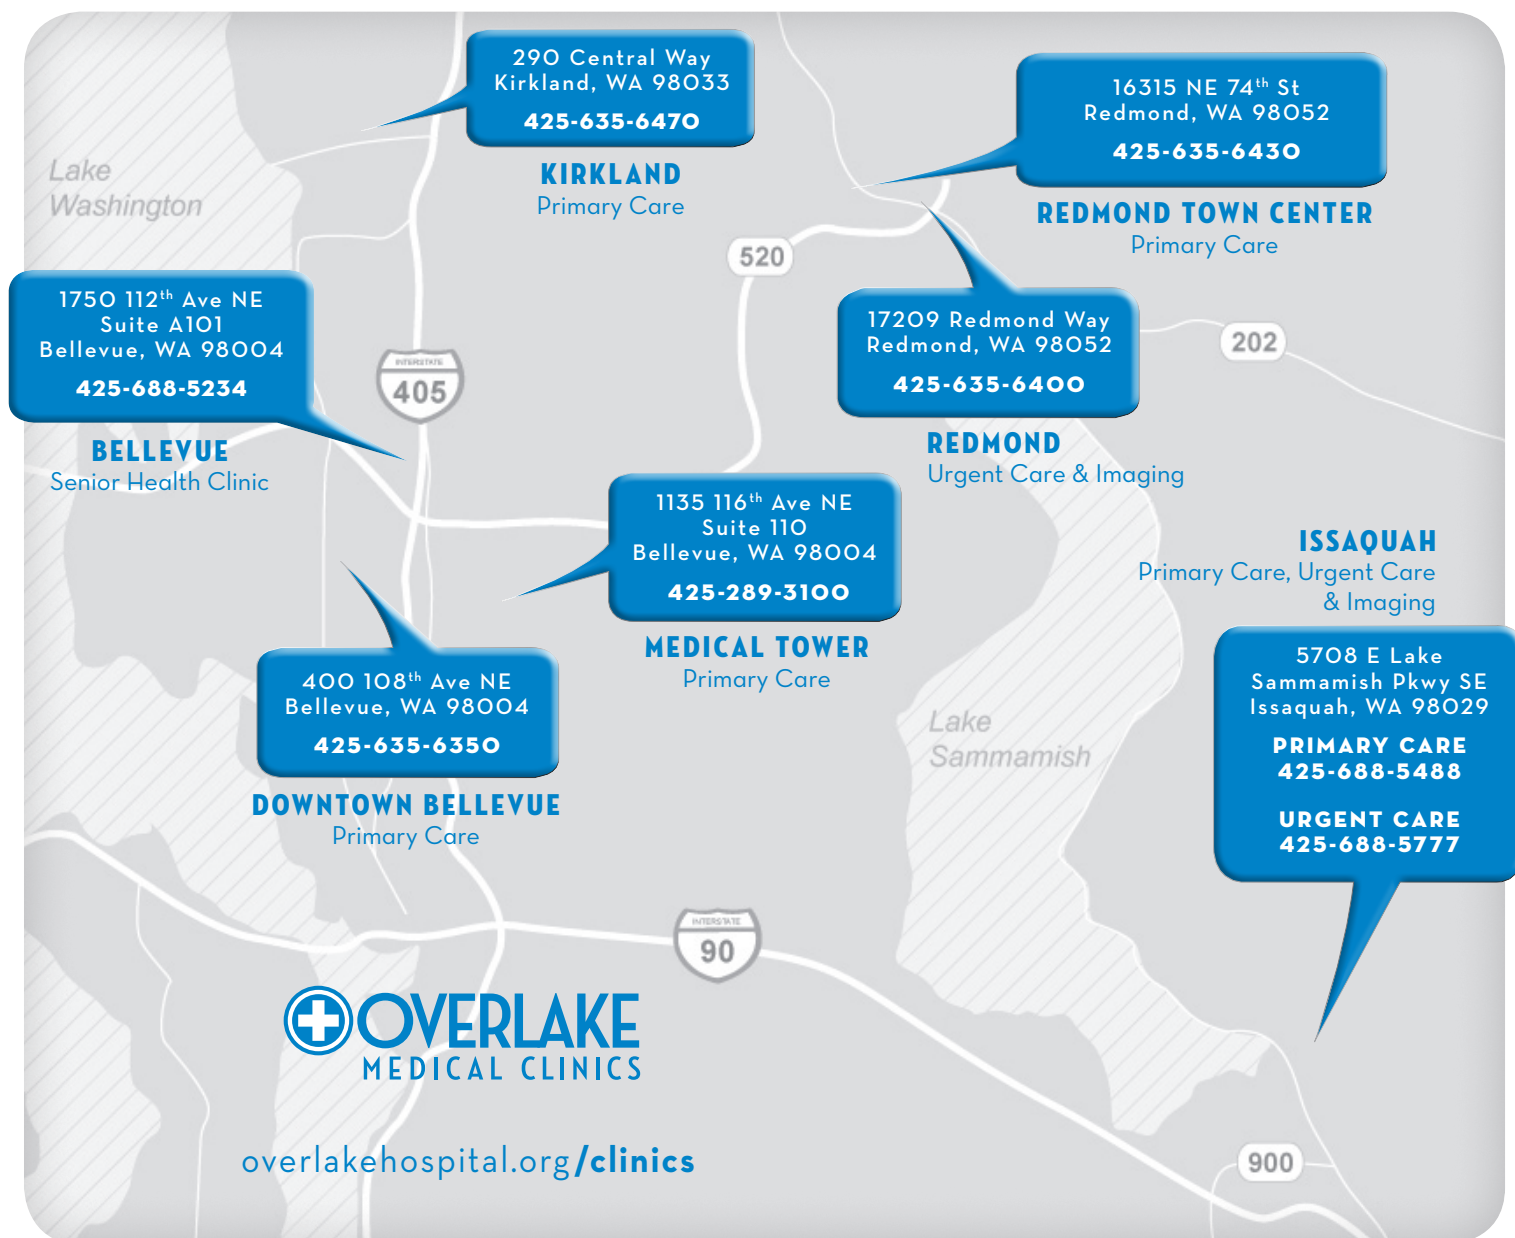 290 Central Way
Kirkland, WA 98033
425-635-6470
KIRKLAND
Primary Care
16315 NE 74th St
Redmond, WA 98052
425-635-6430
REDMOND TOWN CENTER
Primary Care
Lake
Washington
520
1750 112th Ave NE
Suite A101
Bellevue, WA 98004
425-688-5234
BELLEVUE
Senior Health Clinic
INTERSTATE
405
17209 Redmond Way
Redmond, WA 98052
425-635-6400
REDMOND
Urgent Care & Imaging
202
1135 116th Ave NE
Suite 110
Bellevue, WA 98004
425-289-3100
MEDICAL TOWER
Primary Care
ISSAQUAH
Primary Care, Urgent Care
& Imaging
5708 E Lake
Sammamish Pkwy SE
Issaquah, WA 98029
PRIMARY CARE
425-688-5488
URGENT CARE
425-688-5777
400 108th Ave NE
Bellevue, WA 98004
425-635-6350
DOWNTOWN BELLEVUE
Primary Care
Lake
Sammamish
INTERSTATE
90
OVERLAKE
MEDICAL CLINICS
overlakehospital.org/clinics
900